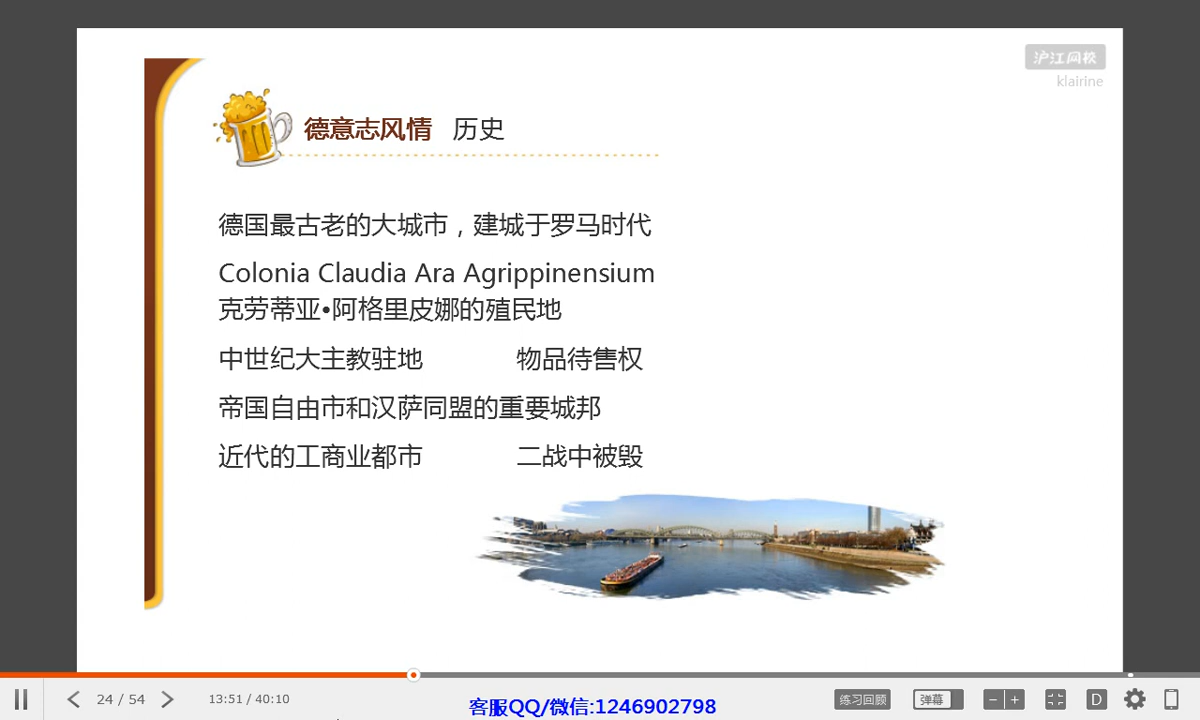 沪江网校
klairine
德意志风情 历史
德国最古老的大城市，建城于罗马时代
Colonia Claudia Ara Agrippinensium
克劳蒂亚•阿格里皮娜的殖民地
中世纪大主教驻地 物品待售权
帝国自由市和汉萨同盟的重要城邦
近代的工商业都市 二战中被毁
24 / 54 13:51 / 40:10 客服QQ/微信:1246902798 练习回顾 弹幕 − + D